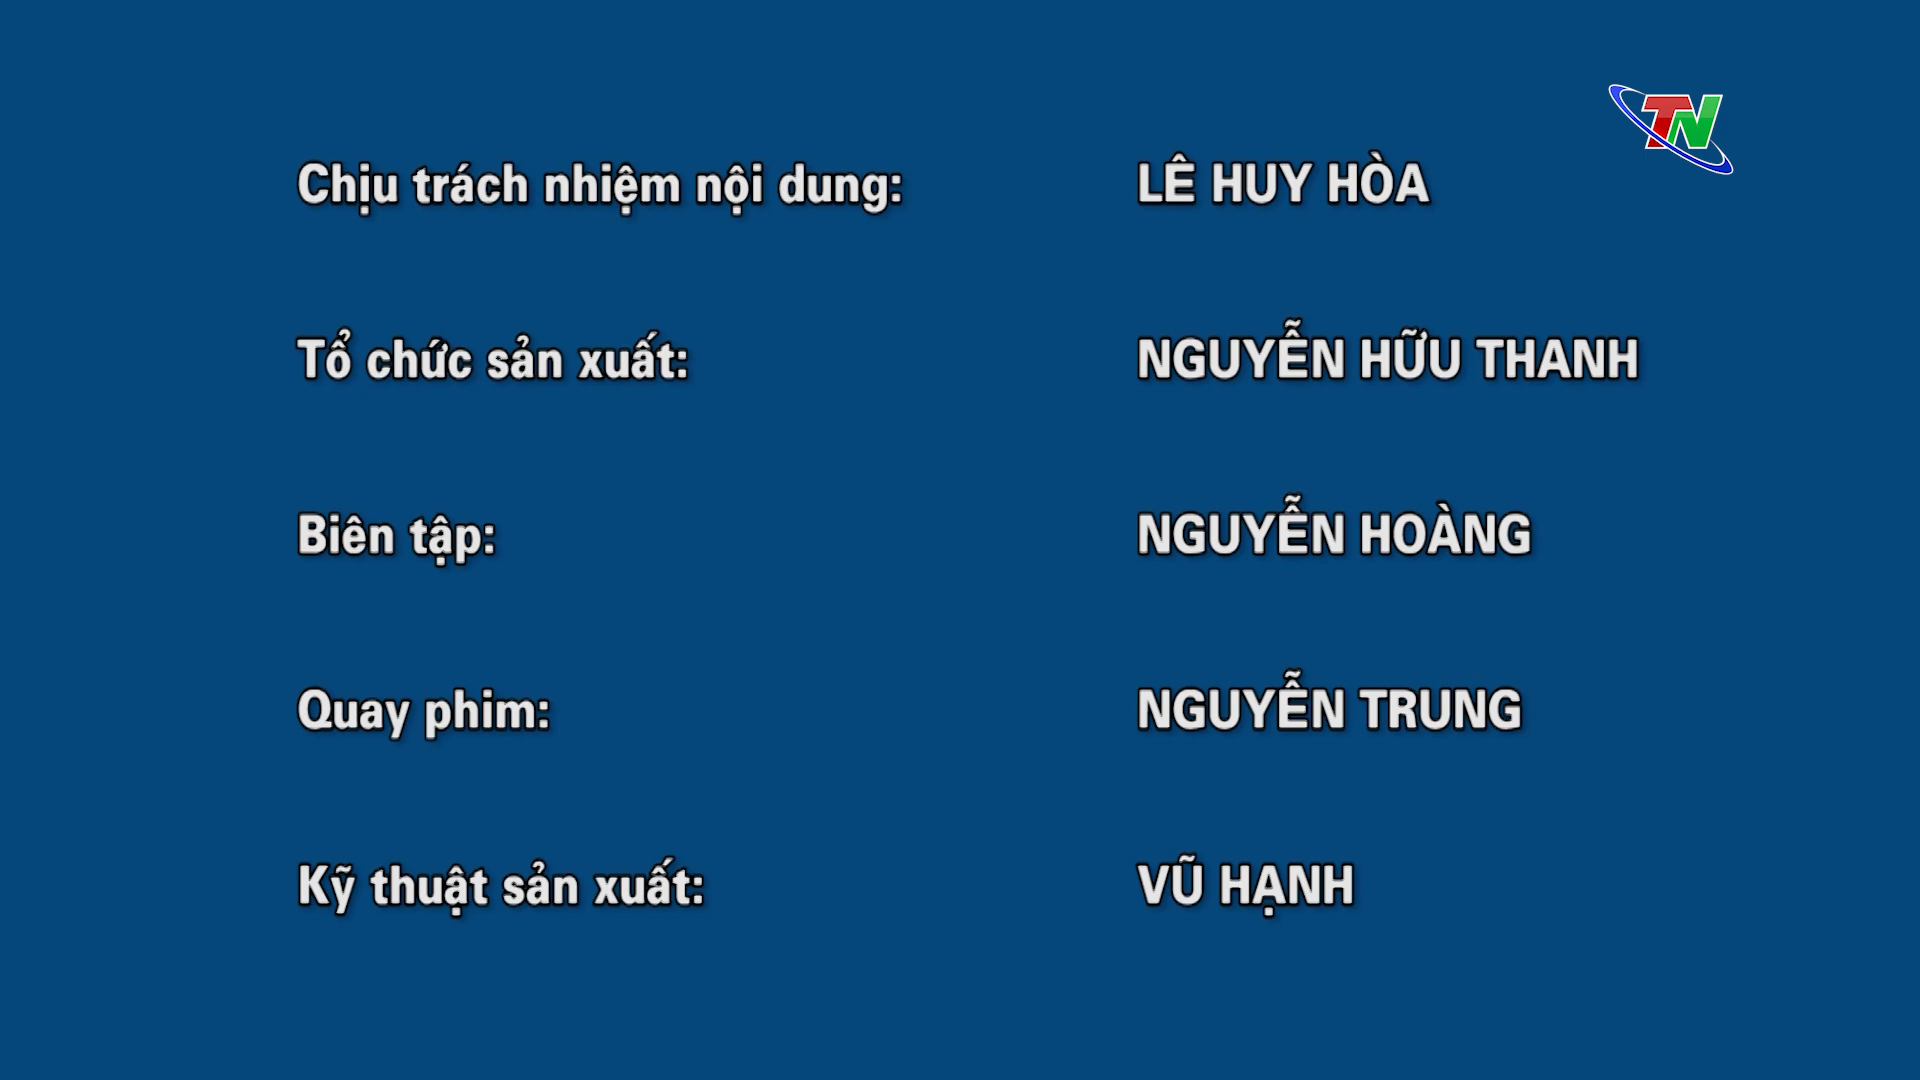 TN
Chịu trách nhiệm nội dung: LÊ HUY HÒA
Tổ chức sản xuất: NGUYỄN HỮU THANH
Biên tập: NGUYỄN HOÀNG
Quay phim: NGUYỄN TRUNG
Kỹ thuật sản xuất: VŨ HẠNH